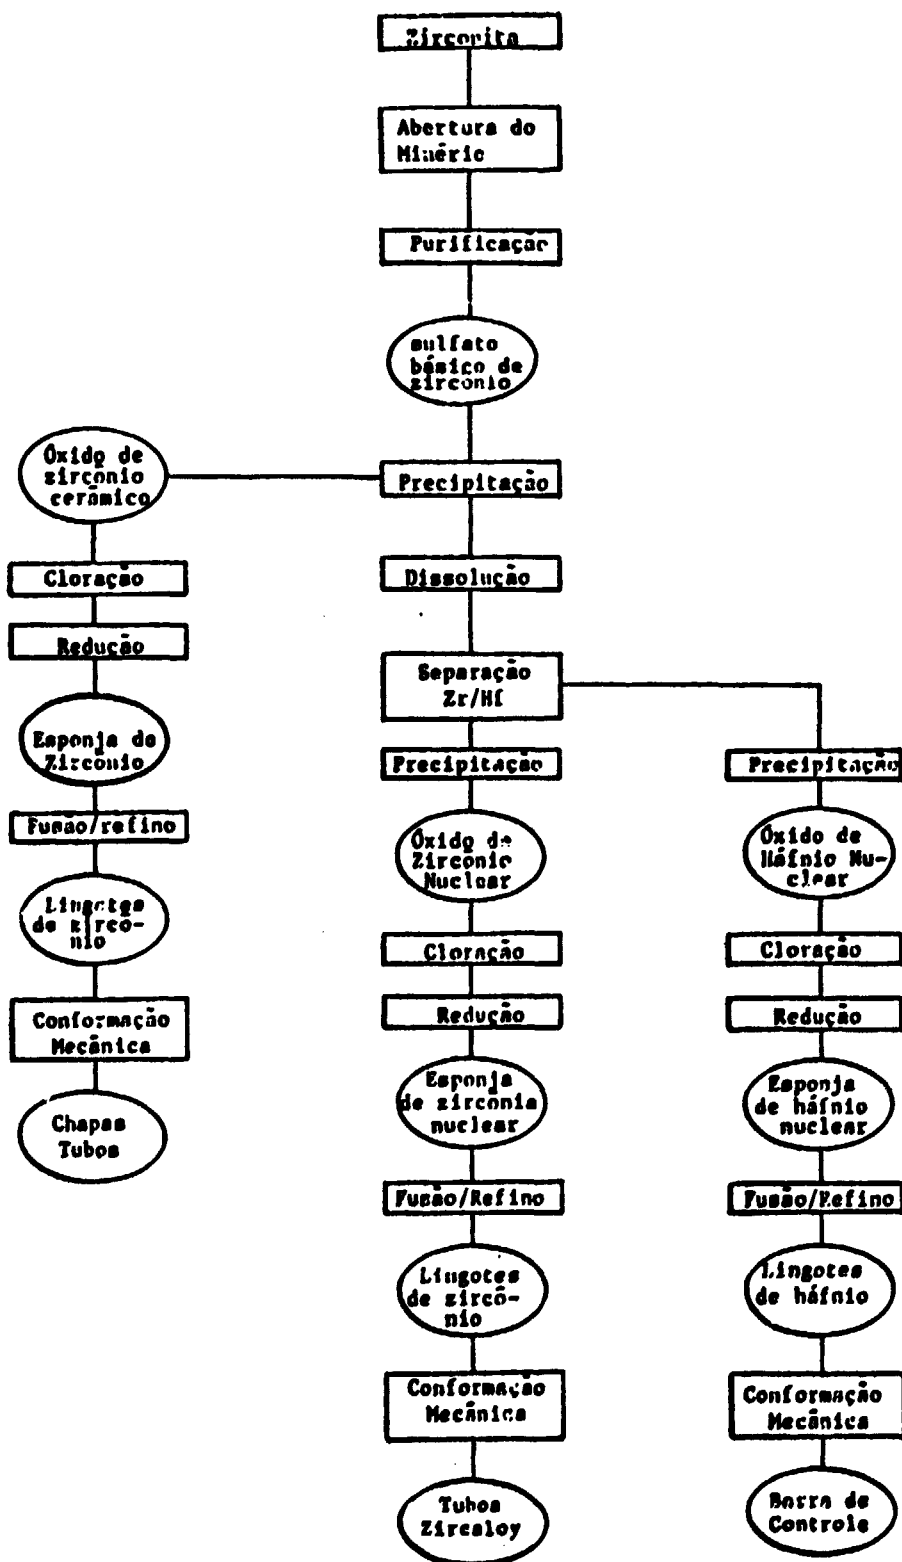 Zirconita
Abertura do
Minério
Purificação
sulfato
básico de
zircônio
Óxido de
zircônio
cerâmico
Precipitação
Cloração
Dissolução
Redução
Separação
Zr/Hf
Esponja de
Zircônio
Precipitação
Precipitação
Fusão/refino
Óxido de
Zircônio
Nuclear
Óxido de
Háfnio Nu-
clear
Lingotes
de zircô-
nio
Cloração
Cloração
Conformação
Mecânica
Redução
Redução
Chapas
Tubos
Esponja
de zircônia
nuclear
Esponja
de háfnio
nuclear
Fusão/Refino
Fusão/Refino
Lingotes
de zircô-
nio
Lingotes
de háfnio
Conformação
Mecânica
Conformação
Mecânica
Tubos
Zircaloy
Barra de
Controle